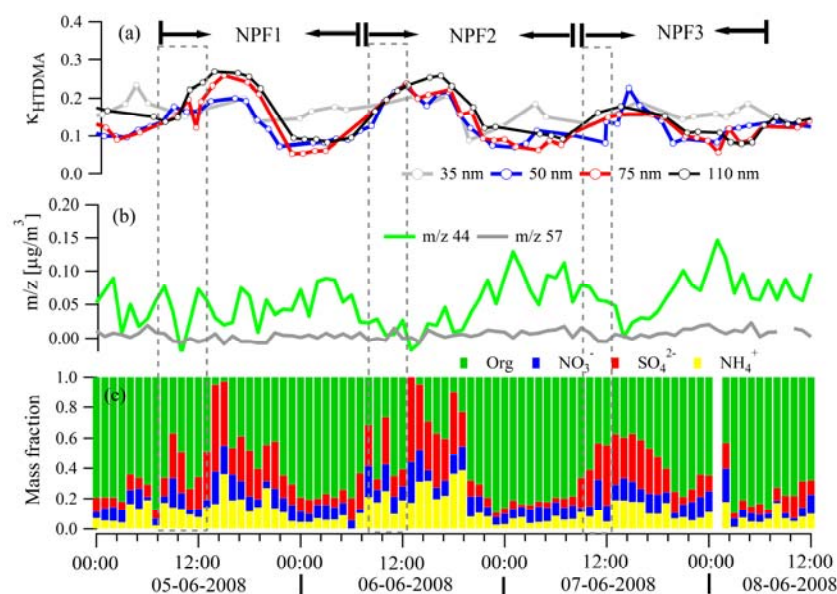 0.4
(a)
NPF1
NPF2
NPF3
0.3
0.2
0.1
0.0
κHTDMA
35 nm
50 nm
75 nm
110 nm
0.20
(b)
0.15
0.10
0.05
0.00
m/z [μg/m³]
m/z 44
m/z 57
Org
NO₃⁻
SO₄²⁻
NH₄⁺
1.0
(c)
0.8
0.6
0.4
0.2
0.0
Mass fraction
00:00
12:00
00:00
12:00
00:00
12:00
00:00
12:00
05-06-2008
06-06-2008
07-06-2008
08-06-2008